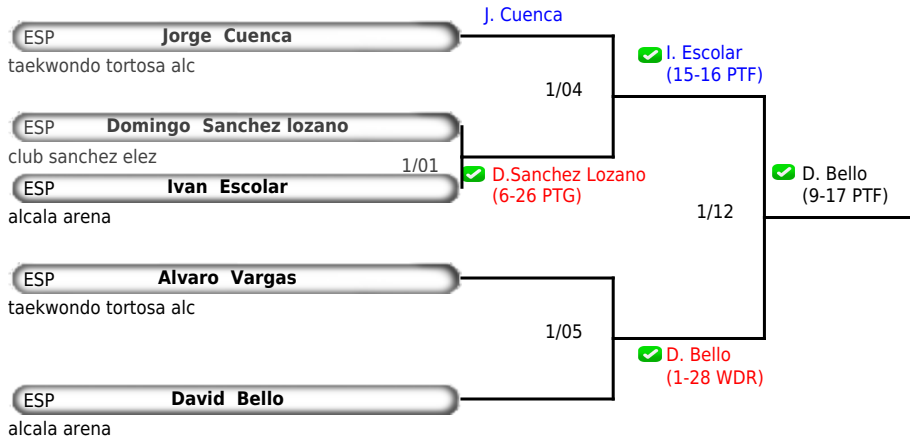 J. Cuenca
ESP Jorge Cuenca
taekwondo tortosa alc
I. Escolar
(15-16 PTF)
1/04
ESP Domingo Sanchez lozano
club sanchez elez
1/01
D.Sanchez Lozano
(6-26 PTG)
ESP Ivan Escolar
alcala arena
D. Bello
(9-17 PTF)
1/12
ESP Alvaro Vargas
taekwondo tortosa alc
1/05
D. Bello
(1-28 WDR)
ESP David Bello
alcala arena